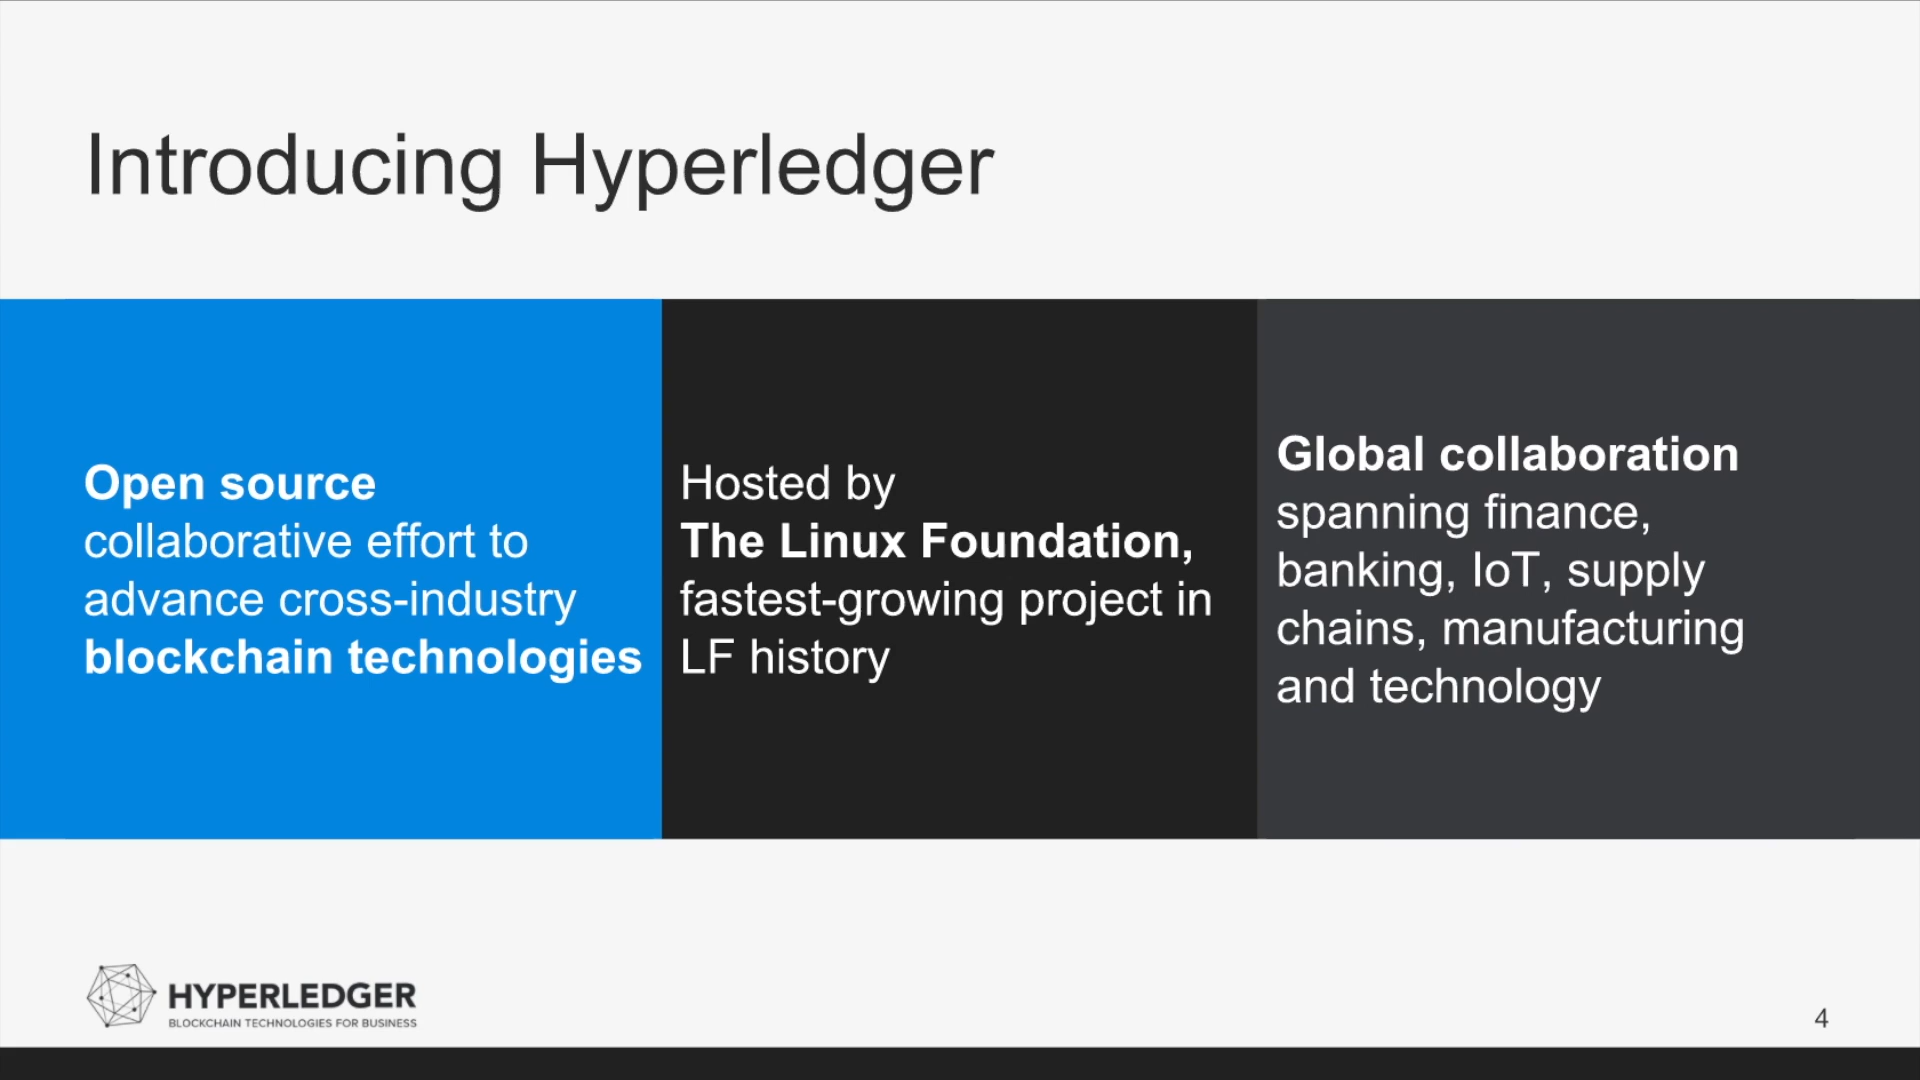 Introducing Hyperledger
Open source
collaborative effort to
advance cross-industry
blockchain technologies
Hosted by
The Linux Foundation,
fastest-growing project in
LF history
Global collaboration
spanning finance,
banking, IoT, supply
chains, manufacturing
and technology
HYPERLEDGER
BLOCKCHAIN TECHNOLOGIES FOR BUSINESS
4